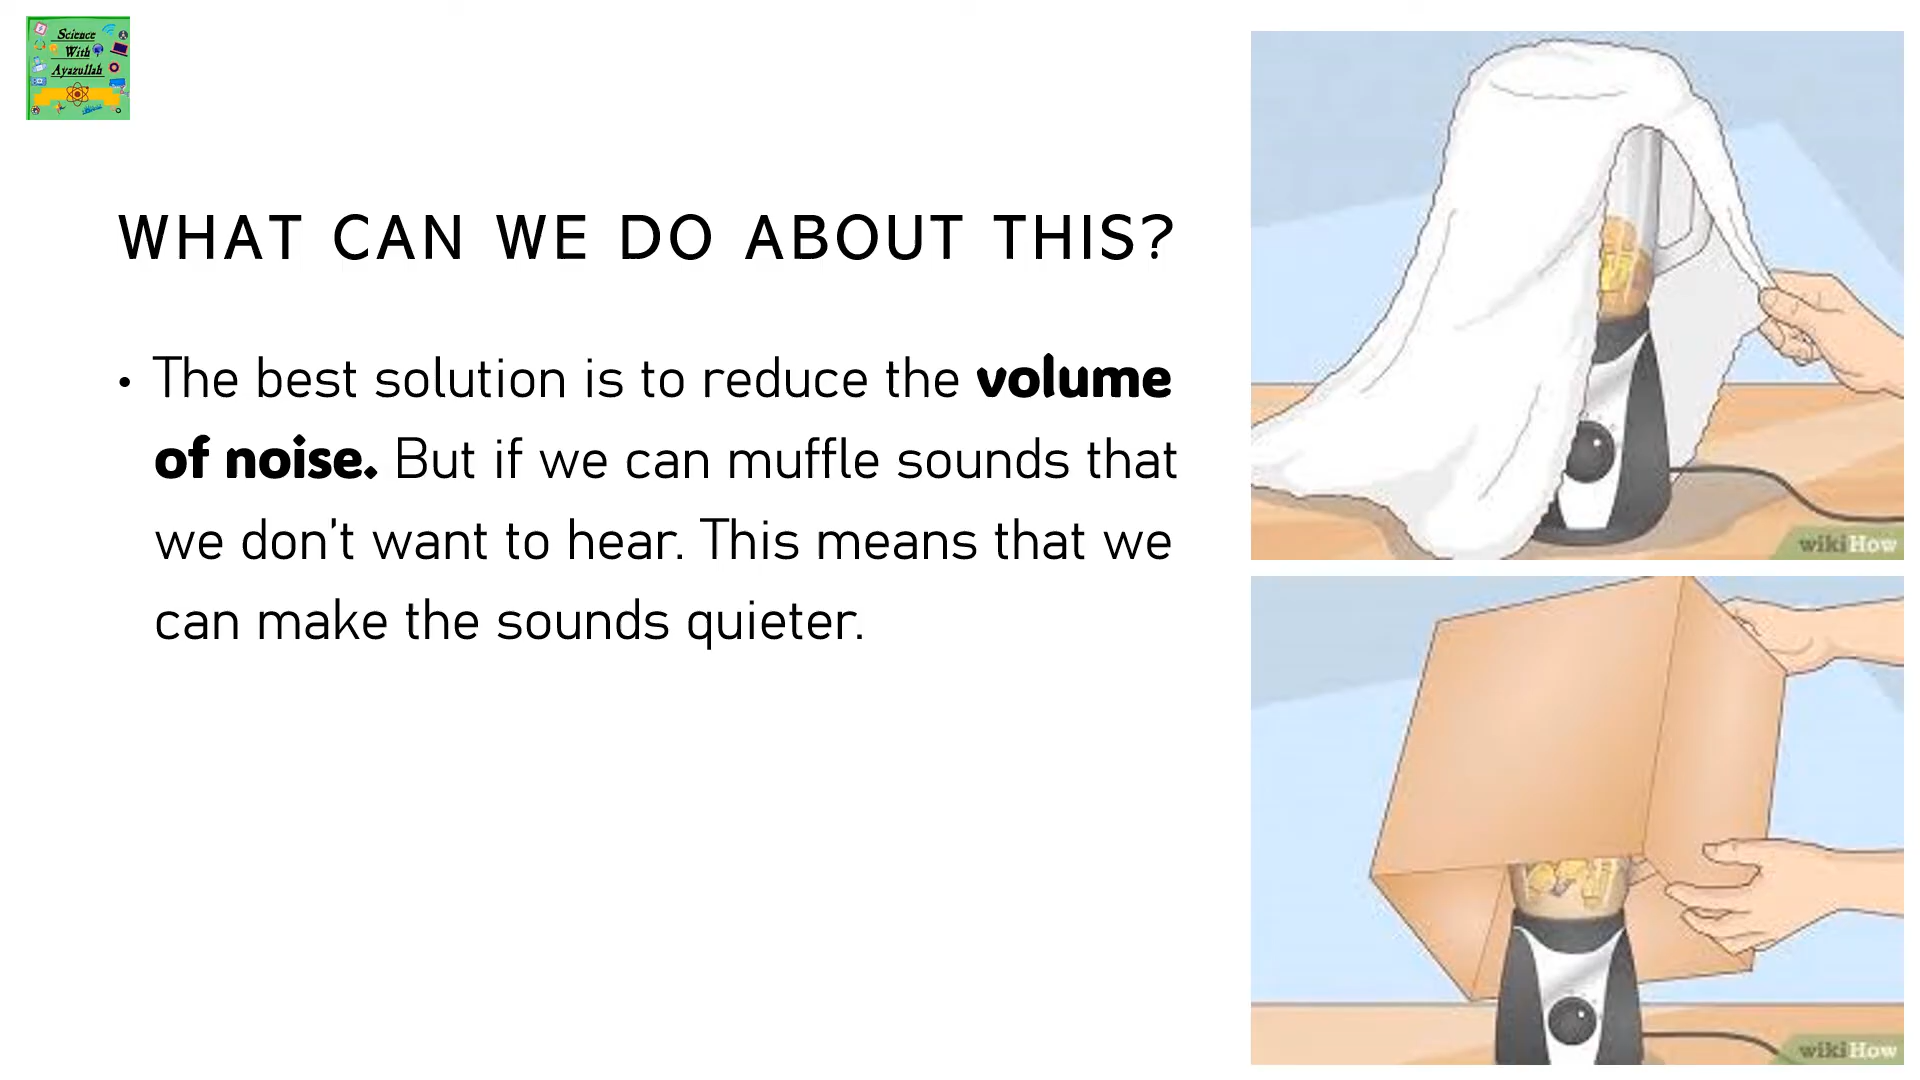 Science
With
Ayazullah
WHAT CAN WE DO ABOUT THIS?
• The best solution is to reduce the volume
of noise. But if we can muffle sounds that
we don't want to hear. This means that we
can make the sounds quieter.
wikiHow
wikiHow